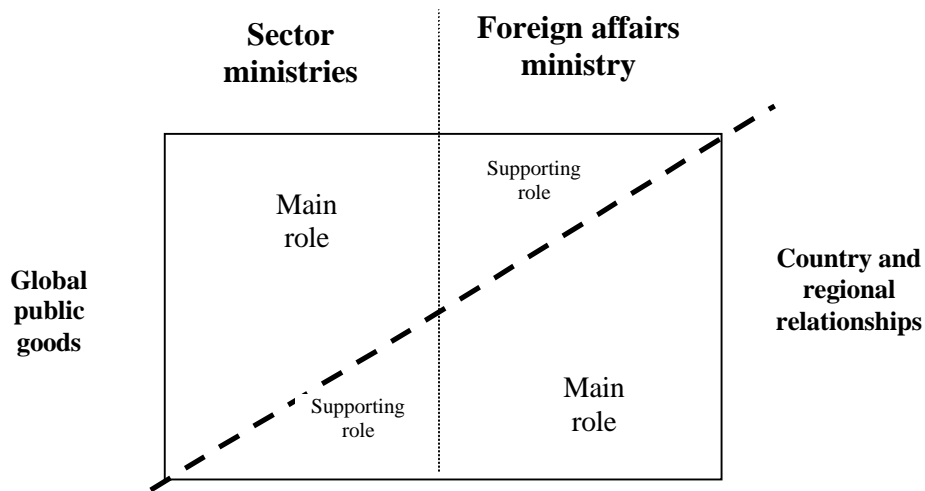 Sector
ministries
Foreign affairs
ministry
Supporting
role
Main
role
Global
public
goods
Country and
regional
relationships
Supporting
role
Main
role